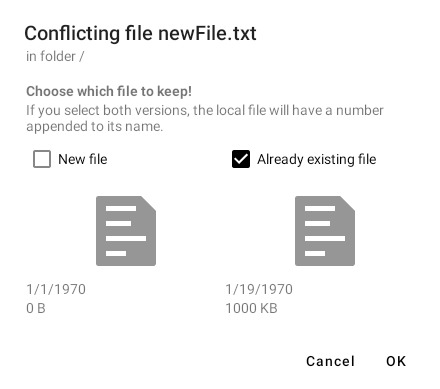 Conflicting file newFile.txt
in folder /
Choose which file to keep!
If you select both versions, the local file will have a number
appended to its name.
New file
Already existing file
1/1/1970
0 B
1/19/1970
1000 KB
Cancel
OK